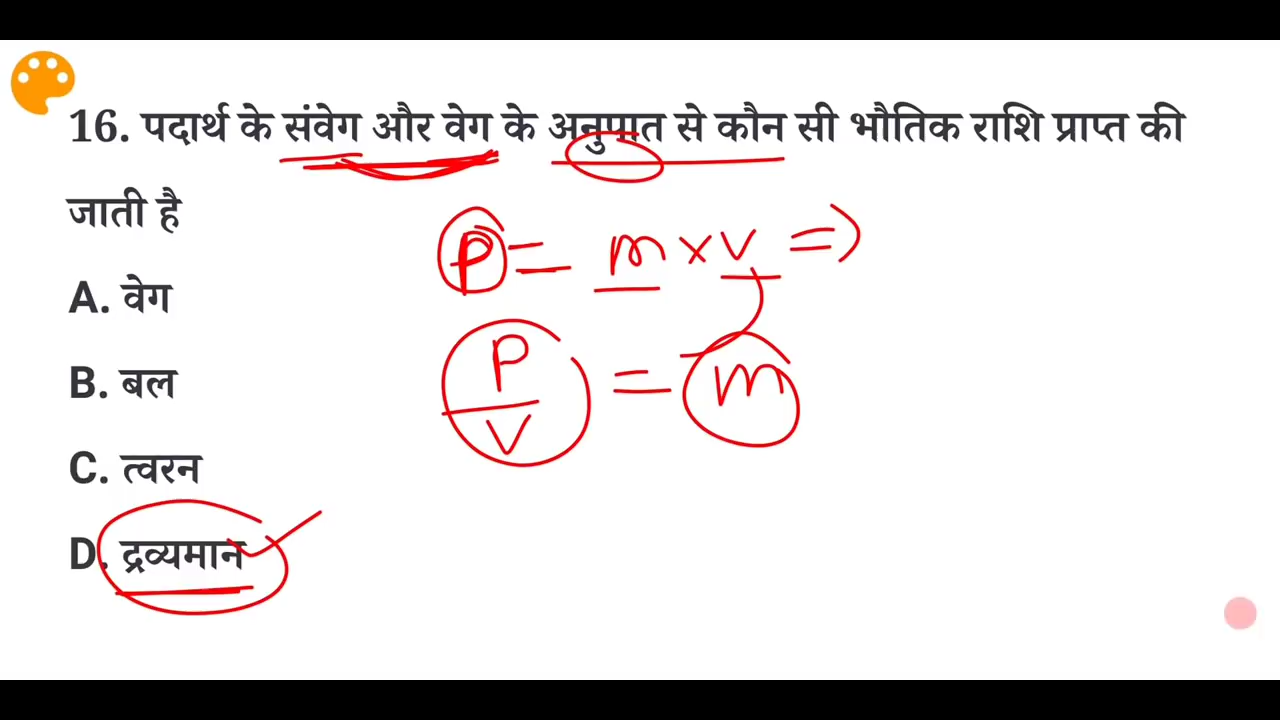 16. पदार्थ के संवेग और वेग के अनुपात से कौन सी भौतिक राशि प्राप्त की
जाती है
P = m × v ⇒
A. वेग
P/V = m
B. बल
C. त्वरन
D. द्रव्यमान